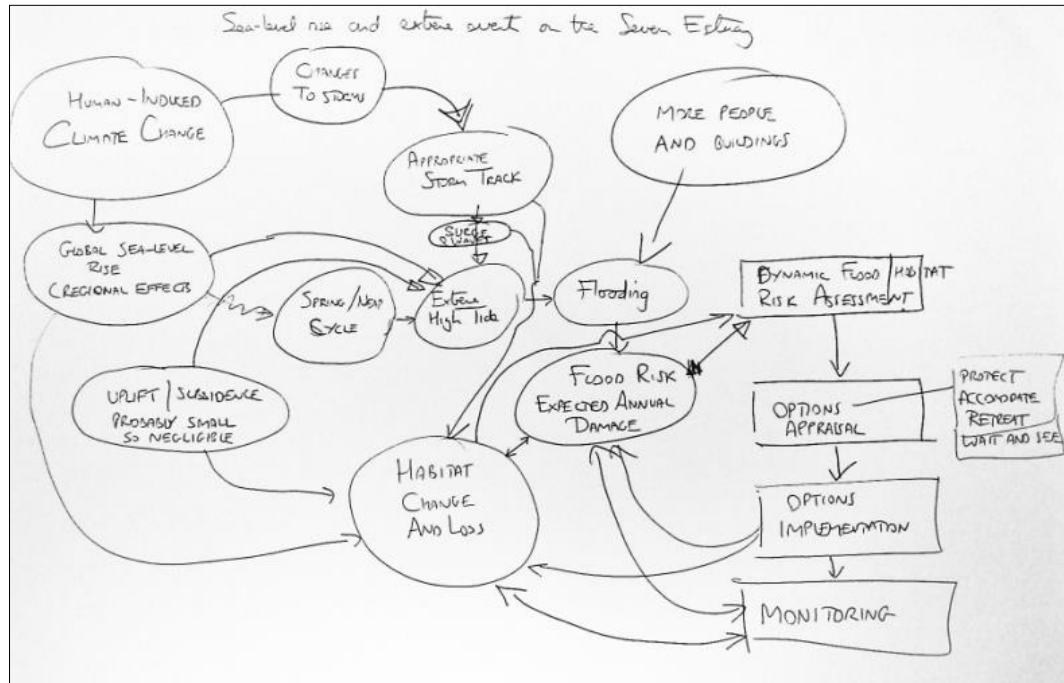 Sea-level rise and extreme event on the Severn Estuary
HUMAN-INDUCED
CLIMATE CHANGE
CHANGES
TO STORMS
MORE PEOPLE
AND BUILDINGS
APPROPRIATE
STORM TRACK
SURGE
GLOBAL SEA-LEVEL
RISE
(REGIONAL EFFECTS
SPRING/NEAP
CYCLE
EXTREME
High Tide
Flooding
DYNAMIC FLOOD/HABITAT
RISK ASSESSMENT
UPLIFT/SUBSIDENCE
PROBABLY SMALL
SO NEGLIGIBLE
FLOOD RISK
EXPECTED ANNUAL
DAMAGE
OPTIONS
APPRAISAL
PROTECT
ACCOMODATE
RETREAT
WAIT AND SEE
HABITAT
CHANGE
AND LOSS
OPTIONS
IMPLEMENTATION
MONITORING